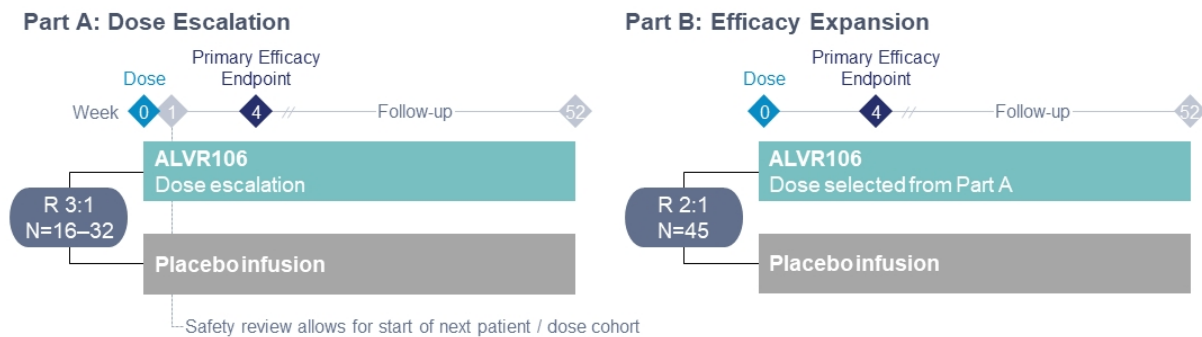 Part A: Dose Escalation
Primary Efficacy
Endpoint
Dose
Week 0 1 4 // Follow-up 52
ALVR106
Dose escalation
R 3:1
N=16–32
Placebo infusion
Safety review allows for start of next patient / dose cohort
Part B: Efficacy Expansion
Primary Efficacy
Endpoint
Dose
0 4 // Follow-up 52
ALVR106
Dose selected from Part A
R 2:1
N=45
Placebo infusion